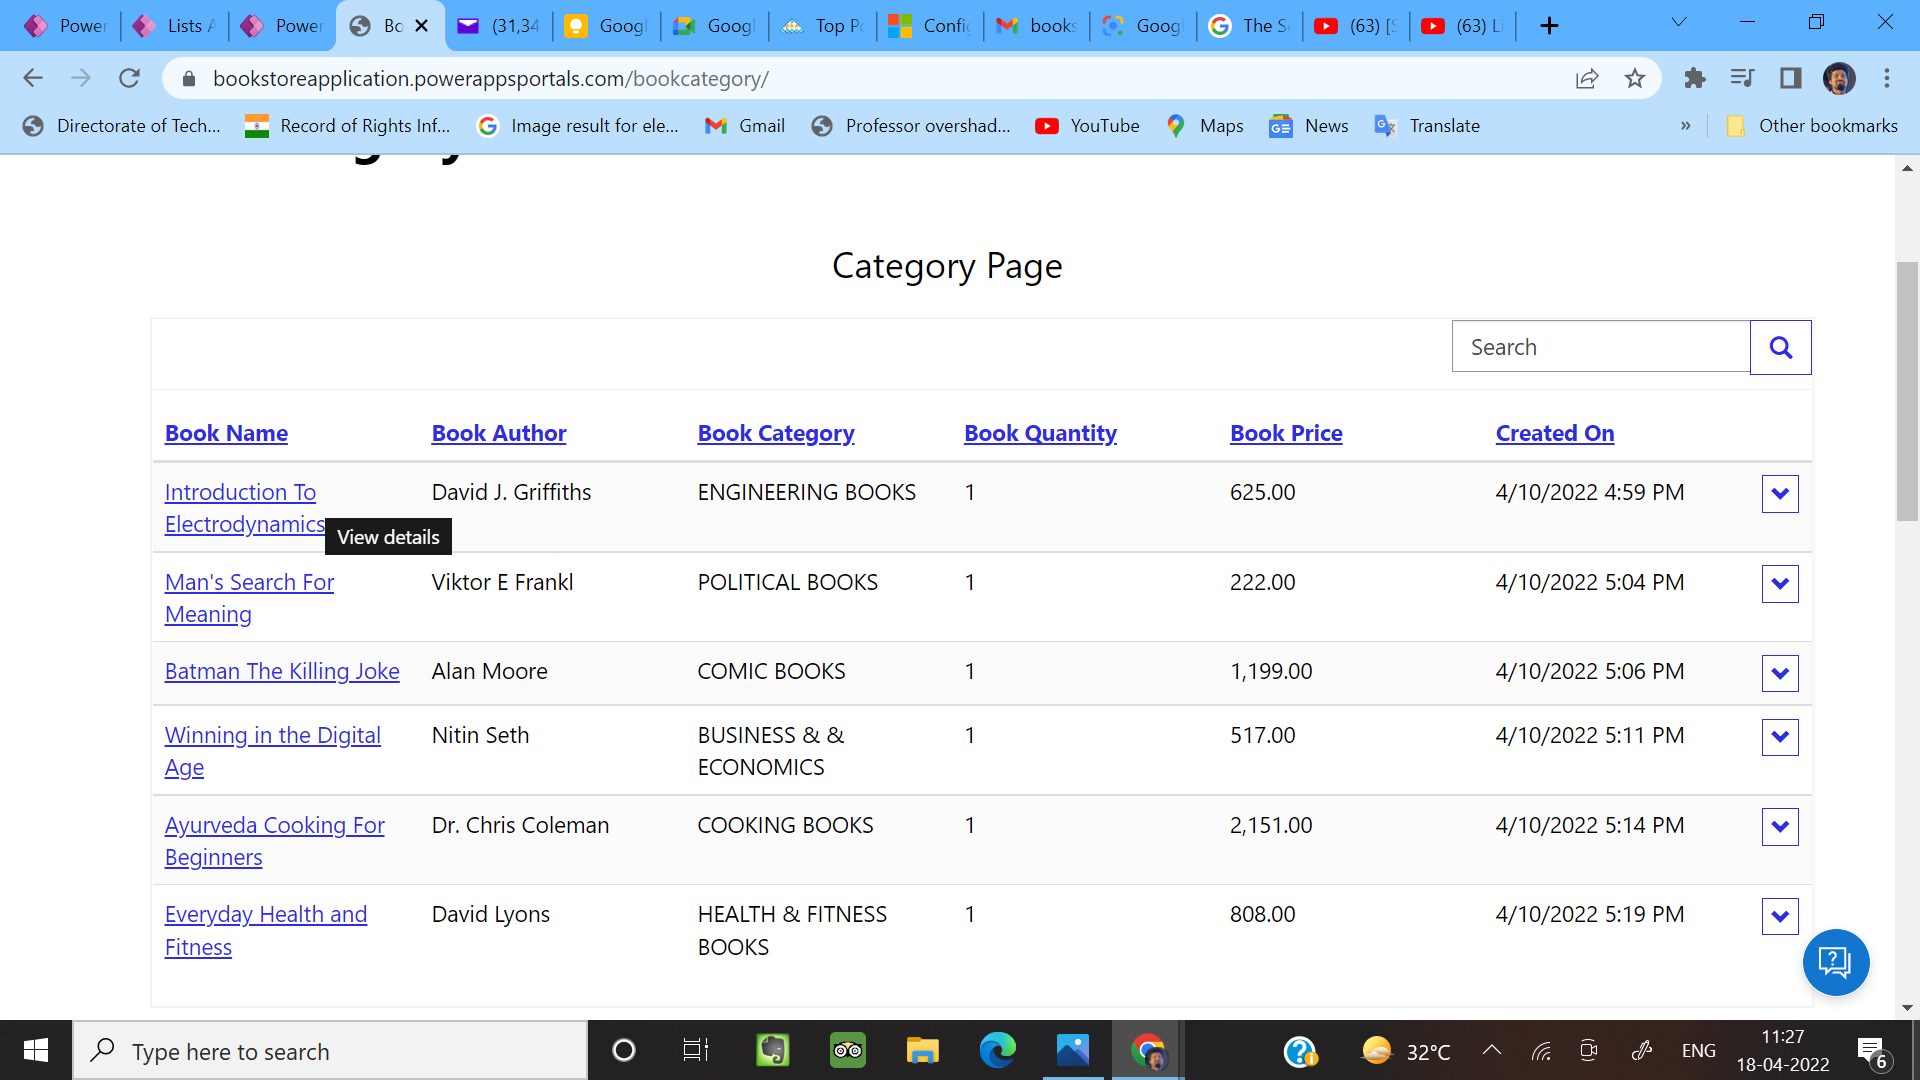 Power
Lists A
Power
Bo
(31,34
Googl
Googl
Top Po
Config
books
Googl
The So
(63) [S
(63) Li
bookstoreapplication.powerappsportals.com/bookcategory/
Directorate of Tech...
Record of Rights Inf...
Image result for ele...
Gmail
Professor overshad...
YouTube
Maps
News
Translate
»
Other bookmarks
Category Page
Search
Book Name Book Author Book Category Book Quantity Book Price Created On
Introduction To David J. Griffiths ENGINEERING BOOKS 1 625.00 4/10/2022 4:59 PM
Electrodynamics
View details
Man's Search For Viktor E Frankl POLITICAL BOOKS 1 222.00 4/10/2022 5:04 PM
Meaning
Batman The Killing Joke Alan Moore COMIC BOOKS 1 1,199.00 4/10/2022 5:06 PM
Winning in the Digital Nitin Seth BUSINESS & & 1 517.00 4/10/2022 5:11 PM
Age ECONOMICS
Ayurveda Cooking For Dr. Chris Coleman COOKING BOOKS 1 2,151.00 4/10/2022 5:14 PM
Beginners
Everyday Health and David Lyons HEALTH & FITNESS 1 808.00 4/10/2022 5:19 PM
Fitness BOOKS
Type here to search
32°C
ENG
11:27
18-04-2022
6